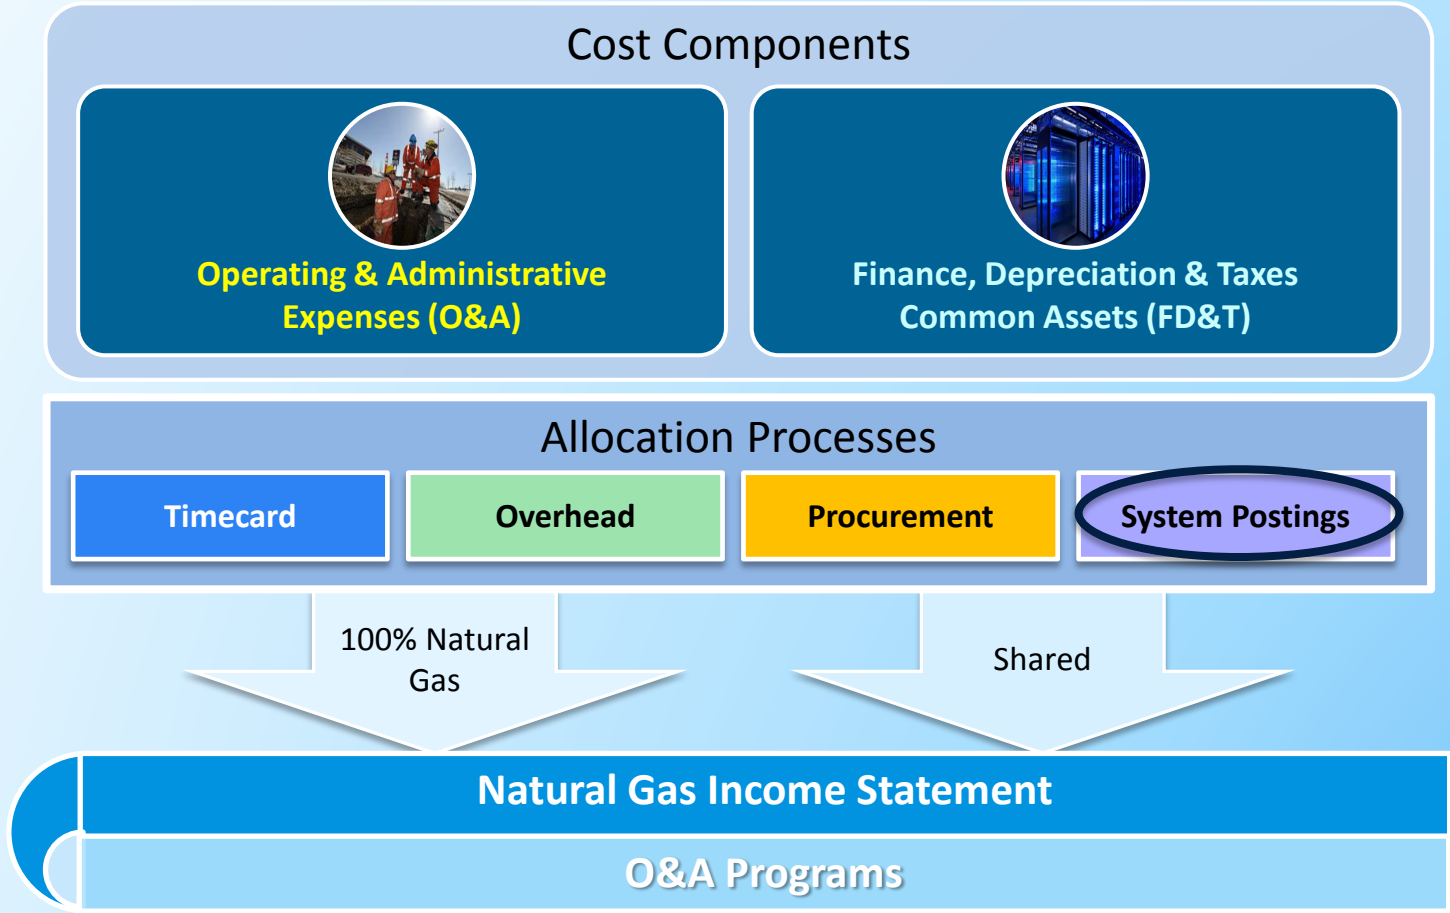 Cost Components
Operating & Administrative
Expenses (O&A)
Finance, Depreciation & Taxes
Common Assets (FD&T)
Allocation Processes
Timecard
Overhead
Procurement
System Postings
100% Natural
Gas
Shared
Natural Gas Income Statement
O&A Programs